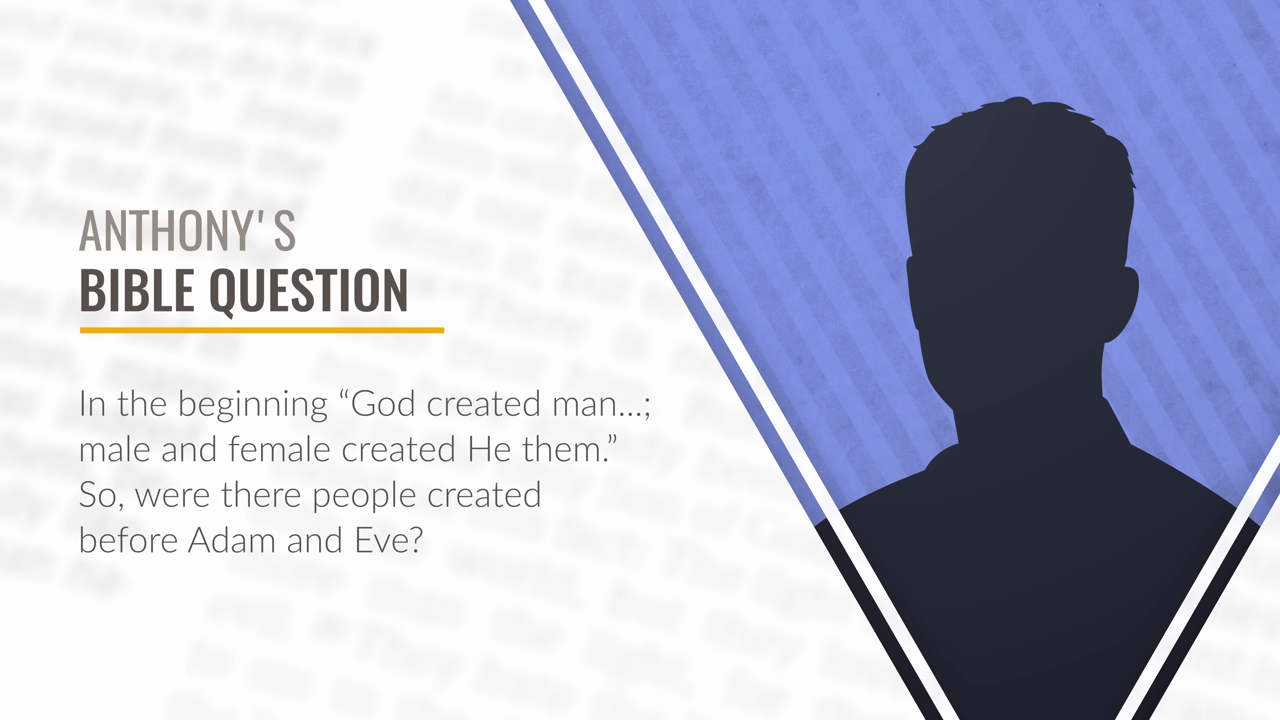 ANTHONY'S
BIBLE QUESTION
In the beginning “God created man...;
male and female created He them.”
So, were there people created
before Adam and Eve?